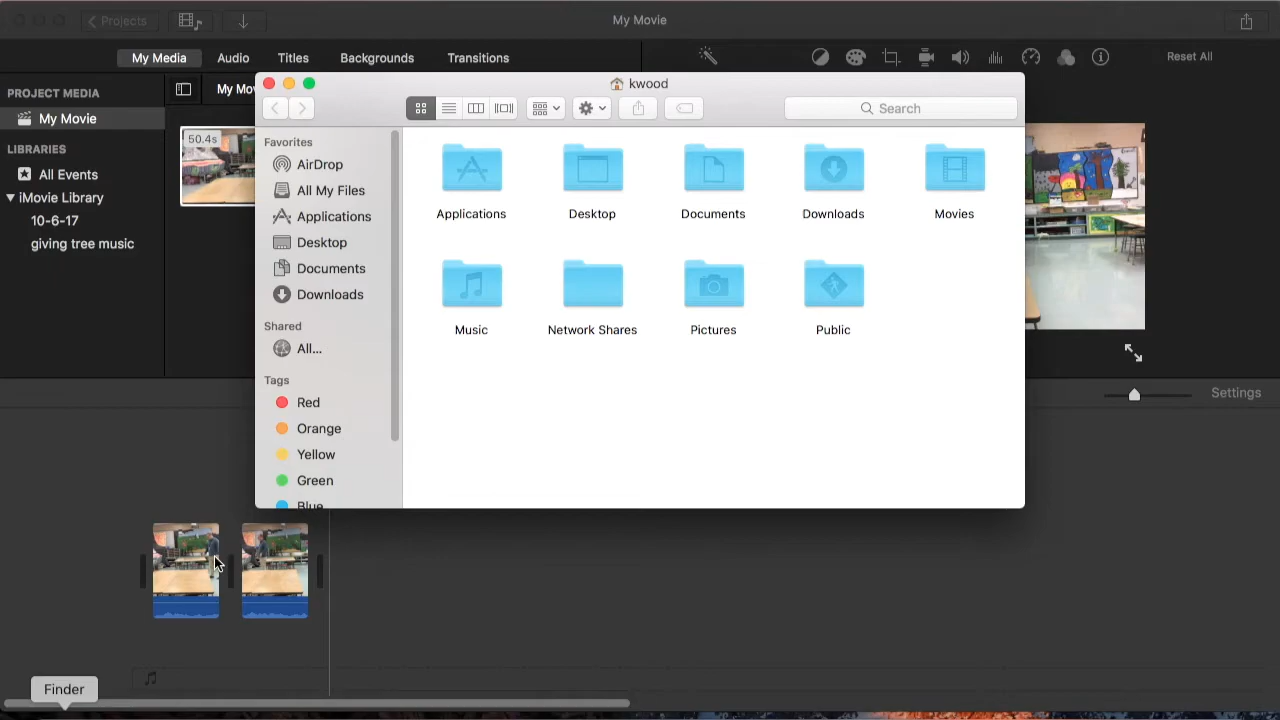 Projects
My Movie
My Media Audio Titles Backgrounds Transitions
Reset All
PROJECT MEDIA
My Movie
LIBRARIES
All Events
iMovie Library
10-6-17
giving tree music
My Mov
50.4s
kwood
Search
Favorites
AirDrop
All My Files
Applications
Desktop
Documents
Downloads
Shared
All...
Tags
Red
Orange
Yellow
Green
Blue
Applications Desktop Documents Downloads Movies
Music Network Shares Pictures Public
Settings
Finder